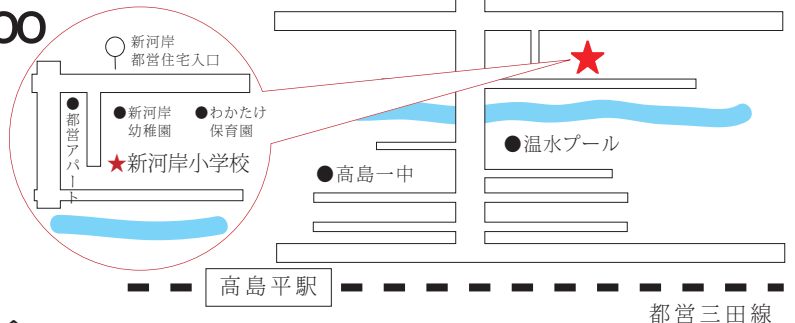 00
新河岸
都営住宅入口
都営アパート
●新河岸
幼稚園
●わかたけ
保育園
★新河岸小学校
●温水プール
●高島一中
高島平駅
都営三田線